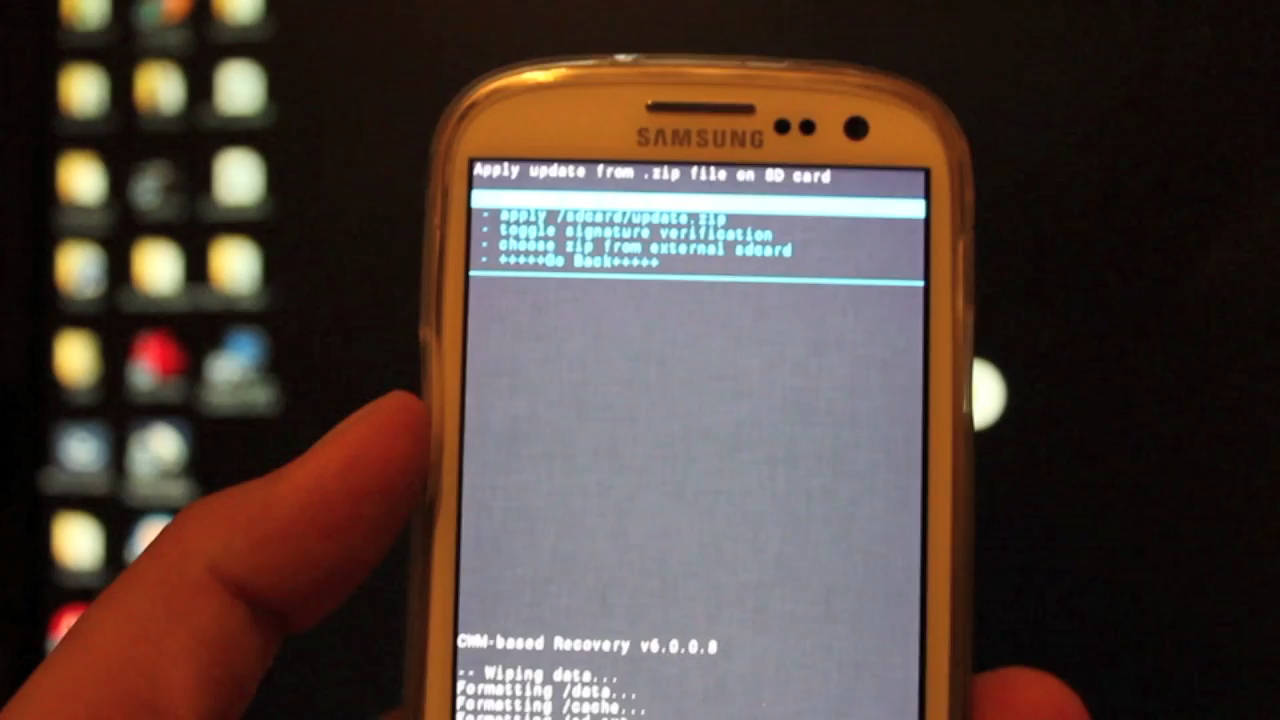 SAMSUNG
Apply update from .zip file on SD card
- apply /sdcard/update.zip
- toggle signature verification
- choose zip from external sdcard
- +++++Go Back+++++
CWM-based Recovery v6.0.0.8
-- Wiping data...
Formatting /data...
Formatting /cache...
Formatting